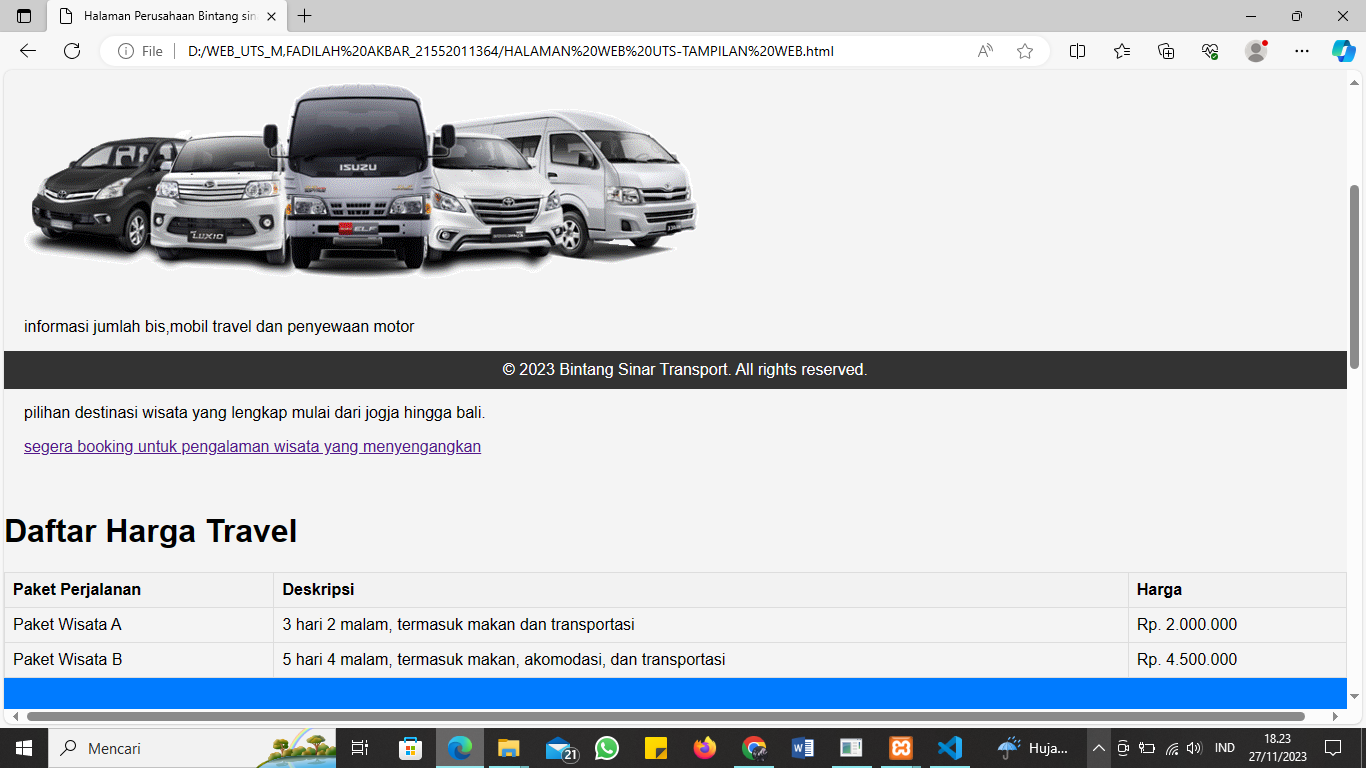 Halaman Perusahaan Bintang sin
File
D:/WEB_UTS_M,FADILAH%20AKBAR_21552011364/HALAMAN%20WEB%20UTS-TAMPILAN%20WEB.html
ISUZU
LUXIO
ELF
informasi jumlah bis,mobil travel dan penyewaan motor
© 2023 Bintang Sinar Transport. All rights reserved.
pilihan destinasi wisata yang lengkap mulai dari jogja hingga bali.
segera booking untuk pengalaman wisata yang menyengangkan
Daftar Harga Travel
Paket Perjalanan Deskripsi Harga
Paket Wisata A 3 hari 2 malam, termasuk makan dan transportasi Rp. 2.000.000
Paket Wisata B 5 hari 4 malam, termasuk makan, akomodasi, dan transportasi Rp. 4.500.000
Mencari
21
Huja...
IND
18.23
27/11/2023